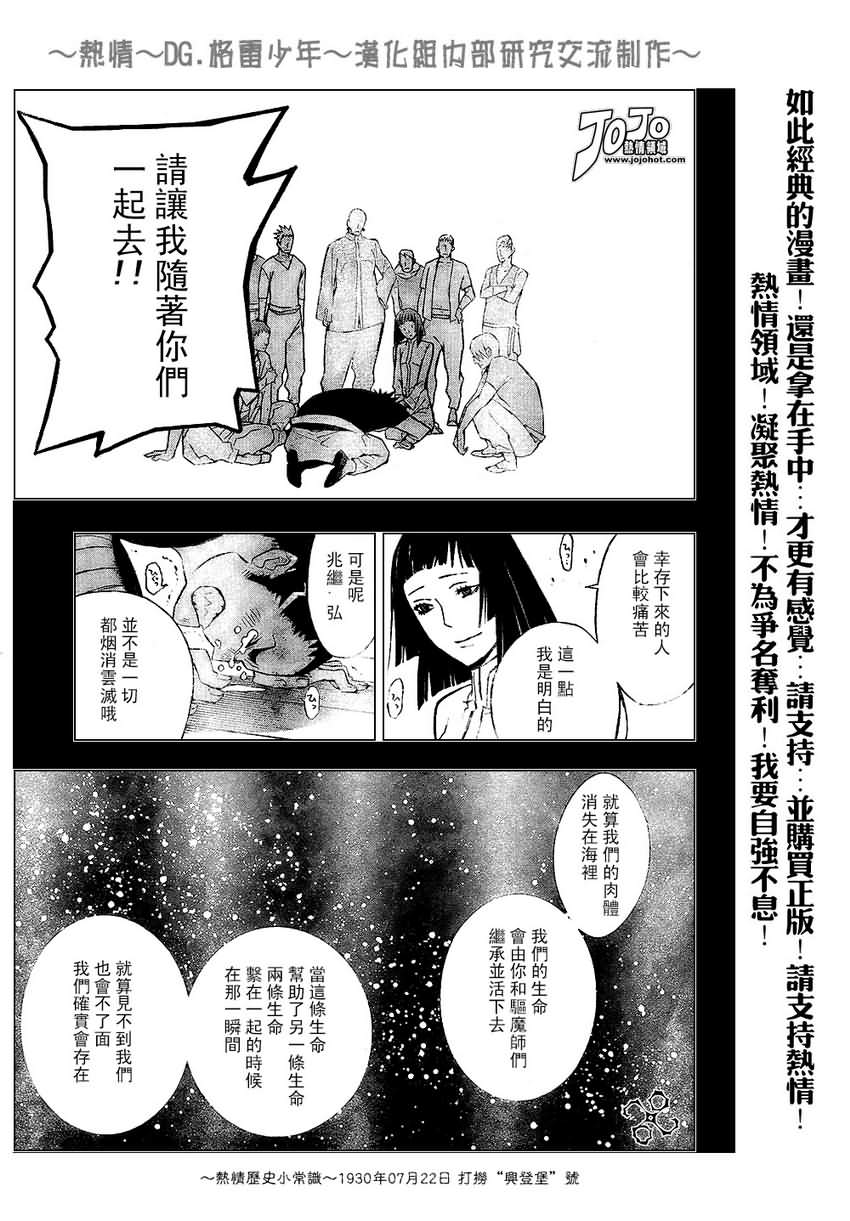 ~熱情~DG.格雷少年~漢化組內部研究交流制作~
JOJO
熱情領域
www.jojohot.com
請讓我隨著你們
一起去!!
幸存下來的人
會比較痛苦
這一點
我是明白的
ひっ
ひっ
可是呢
兆繼·弘
並不是一切
都烟消雲滅哦
ひっ
ひっ
就算我們的肉體
消失在海裡
我們的生命
會由你和驅魔師們
繼承並活下去
當這條生命
幫助了另一條生命
兩條生命
繫在一起的時候
在那一瞬間
就算見不到我們
也會不了面
我們確實會存在
如此經典的漫畫！還是拿在手中…才更有感覺…請支持…並購買正版！請支持熱情！
熱情領域！凝聚熱情！不為爭名奪利！我要自強不息！
~熱情歷史小常識~1930年07月22日 打撈“興登堡”號